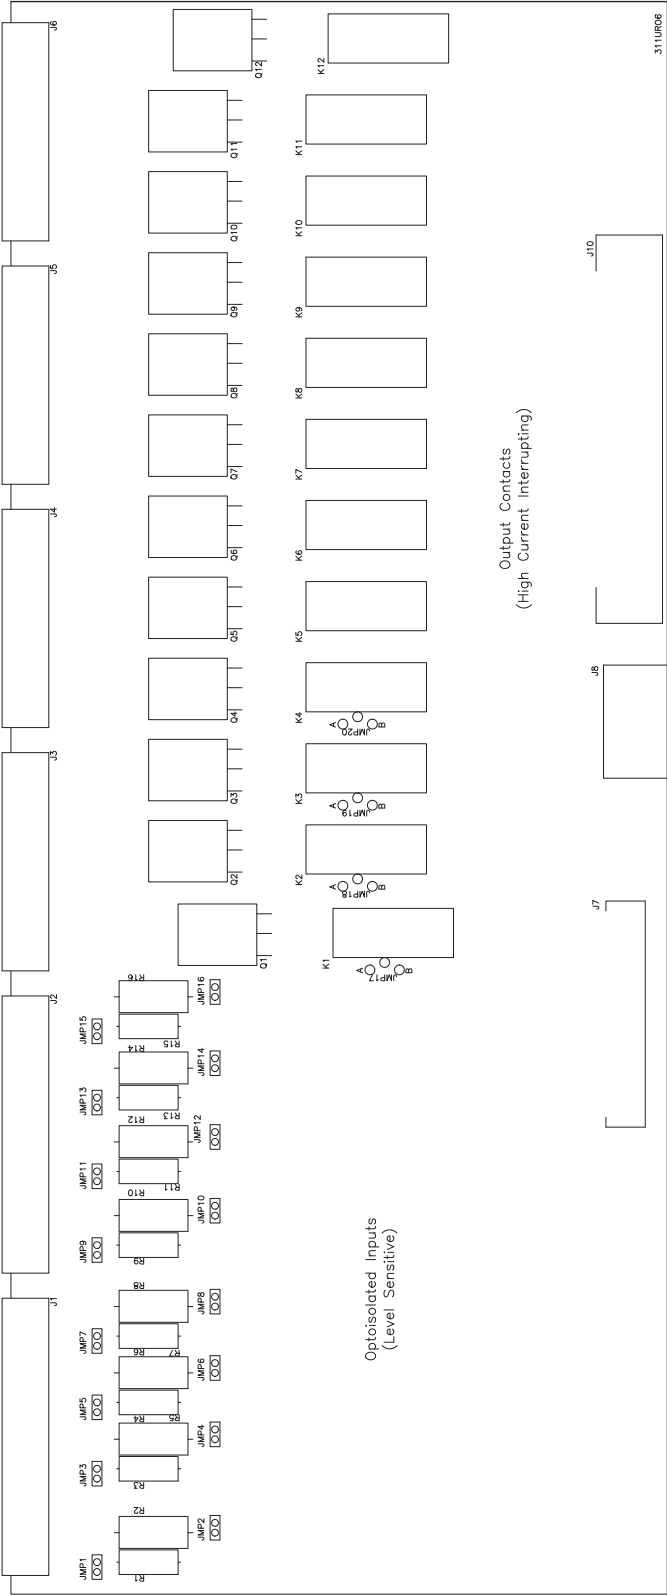 J1
J2
J3
J4
J5
J6
JMP1
JMP3
JMP5
JMP7
JMP9
JMP11
JMP13
JMP15
R1
R2
R3
R4
R5
R6
R7
R8
R9
R10
R11
R12
R13
R14
R15
R16
JMP2
JMP4
JMP6
JMP8
JMP10
JMP12
JMP14
JMP16
Q1
Q2
Q3
Q4
Q5
Q6
Q7
Q8
Q9
Q10
Q11
Q12
K1
K2
K3
K4
K5
K6
K7
K8
K9
K10
K11
K12
A
JMP17
B
A
JMP18
B
A
JMP19
B
A
JMP20
B
Optoisolated Inputs
(Level Sensitive)
Output Contacts
(High Current Interrupting)
J7
J8
J10
311UR06